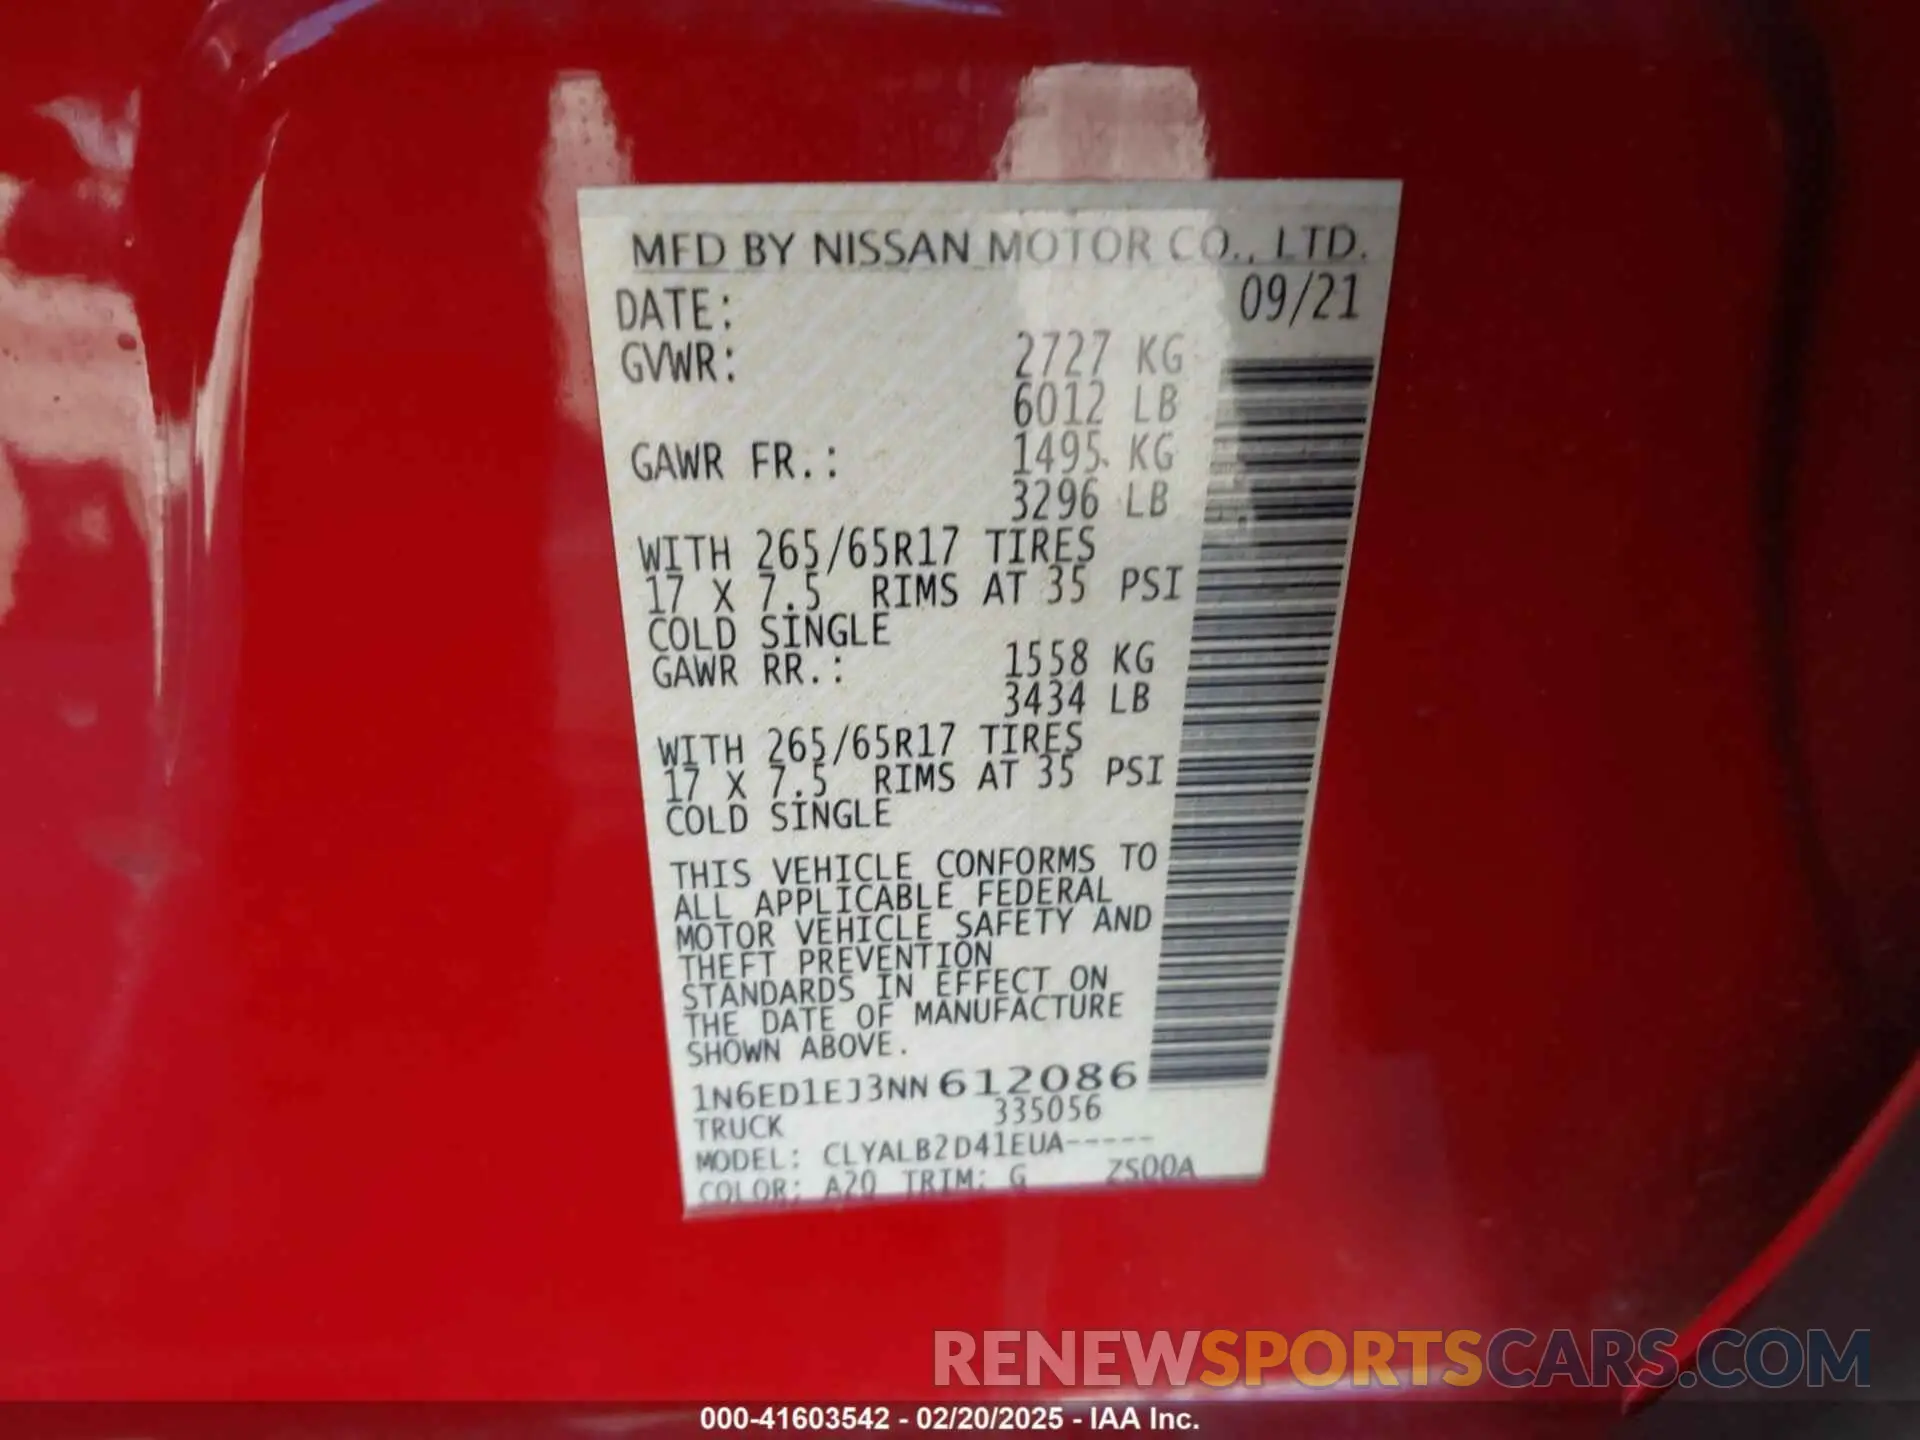 MFD BY NISSAN MOTOR CO., LTD.
DATE: 09/21
GVWR: 2727 KG
6012 LB
GAWR FR.: 1495 KG
3296 LB
WITH 265/65R17 TIRES
17 X 7.5 RIMS AT 35 PSI
COLD SINGLE
GAWR RR.: 1558 KG
3434 LB
WITH 265/65R17 TIRES
17 X 7.5 RIMS AT 35 PSI
COLD SINGLE
THIS VEHICLE CONFORMS TO
ALL APPLICABLE FEDERAL
MOTOR VEHICLE SAFETY AND
THEFT PREVENTION
STANDARDS IN EFFECT ON
THE DATE OF MANUFACTURE
SHOWN ABOVE.
1N6ED1EJ3NN612086
TRUCK 335056
MODEL: CLYALB2D41EUA-----
COLOR: A20 TRIM: G ZS00A
RENEWSPORTSCARS.COM
000-41603542 - 02/20/2025 - IAA Inc.